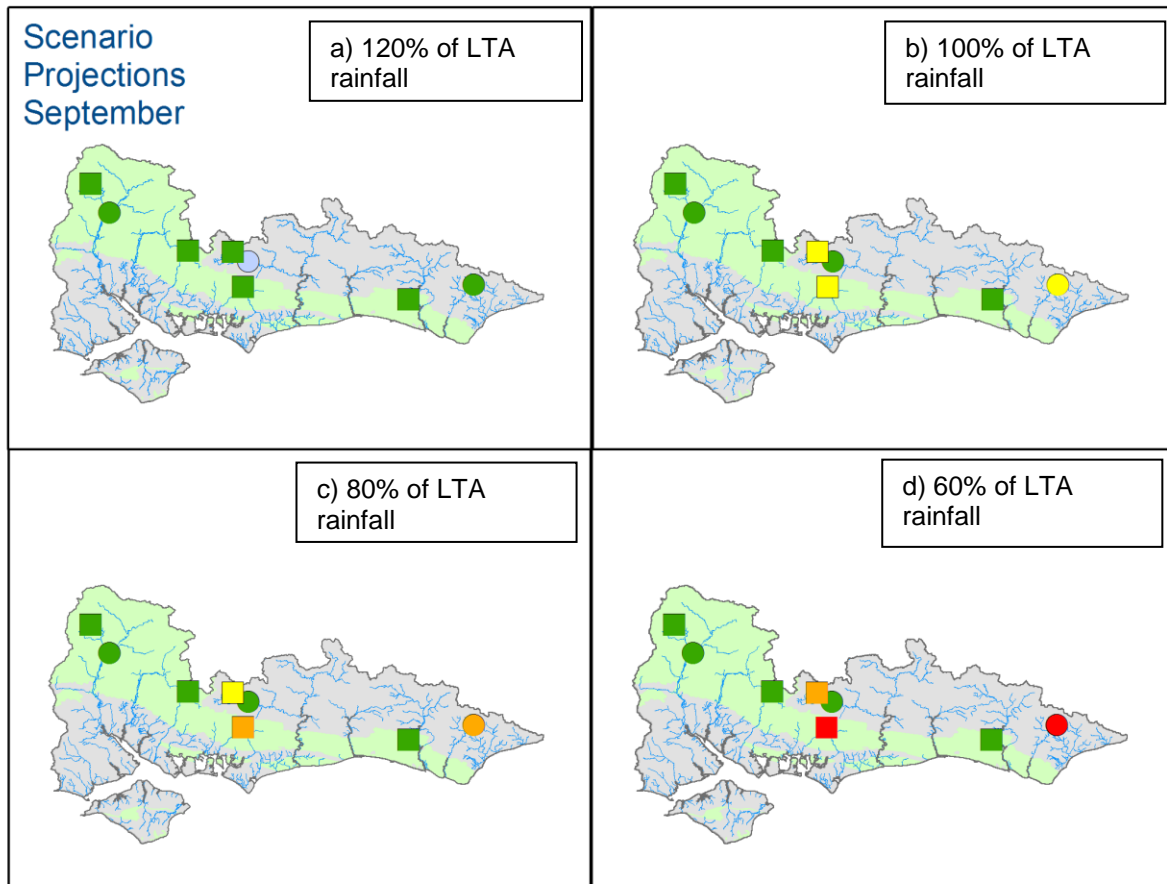 Scenario
Projections
September
a) 120% of LTA
rainfall
b) 100% of LTA
rainfall
c) 80% of LTA
rainfall
d) 60% of LTA
rainfall